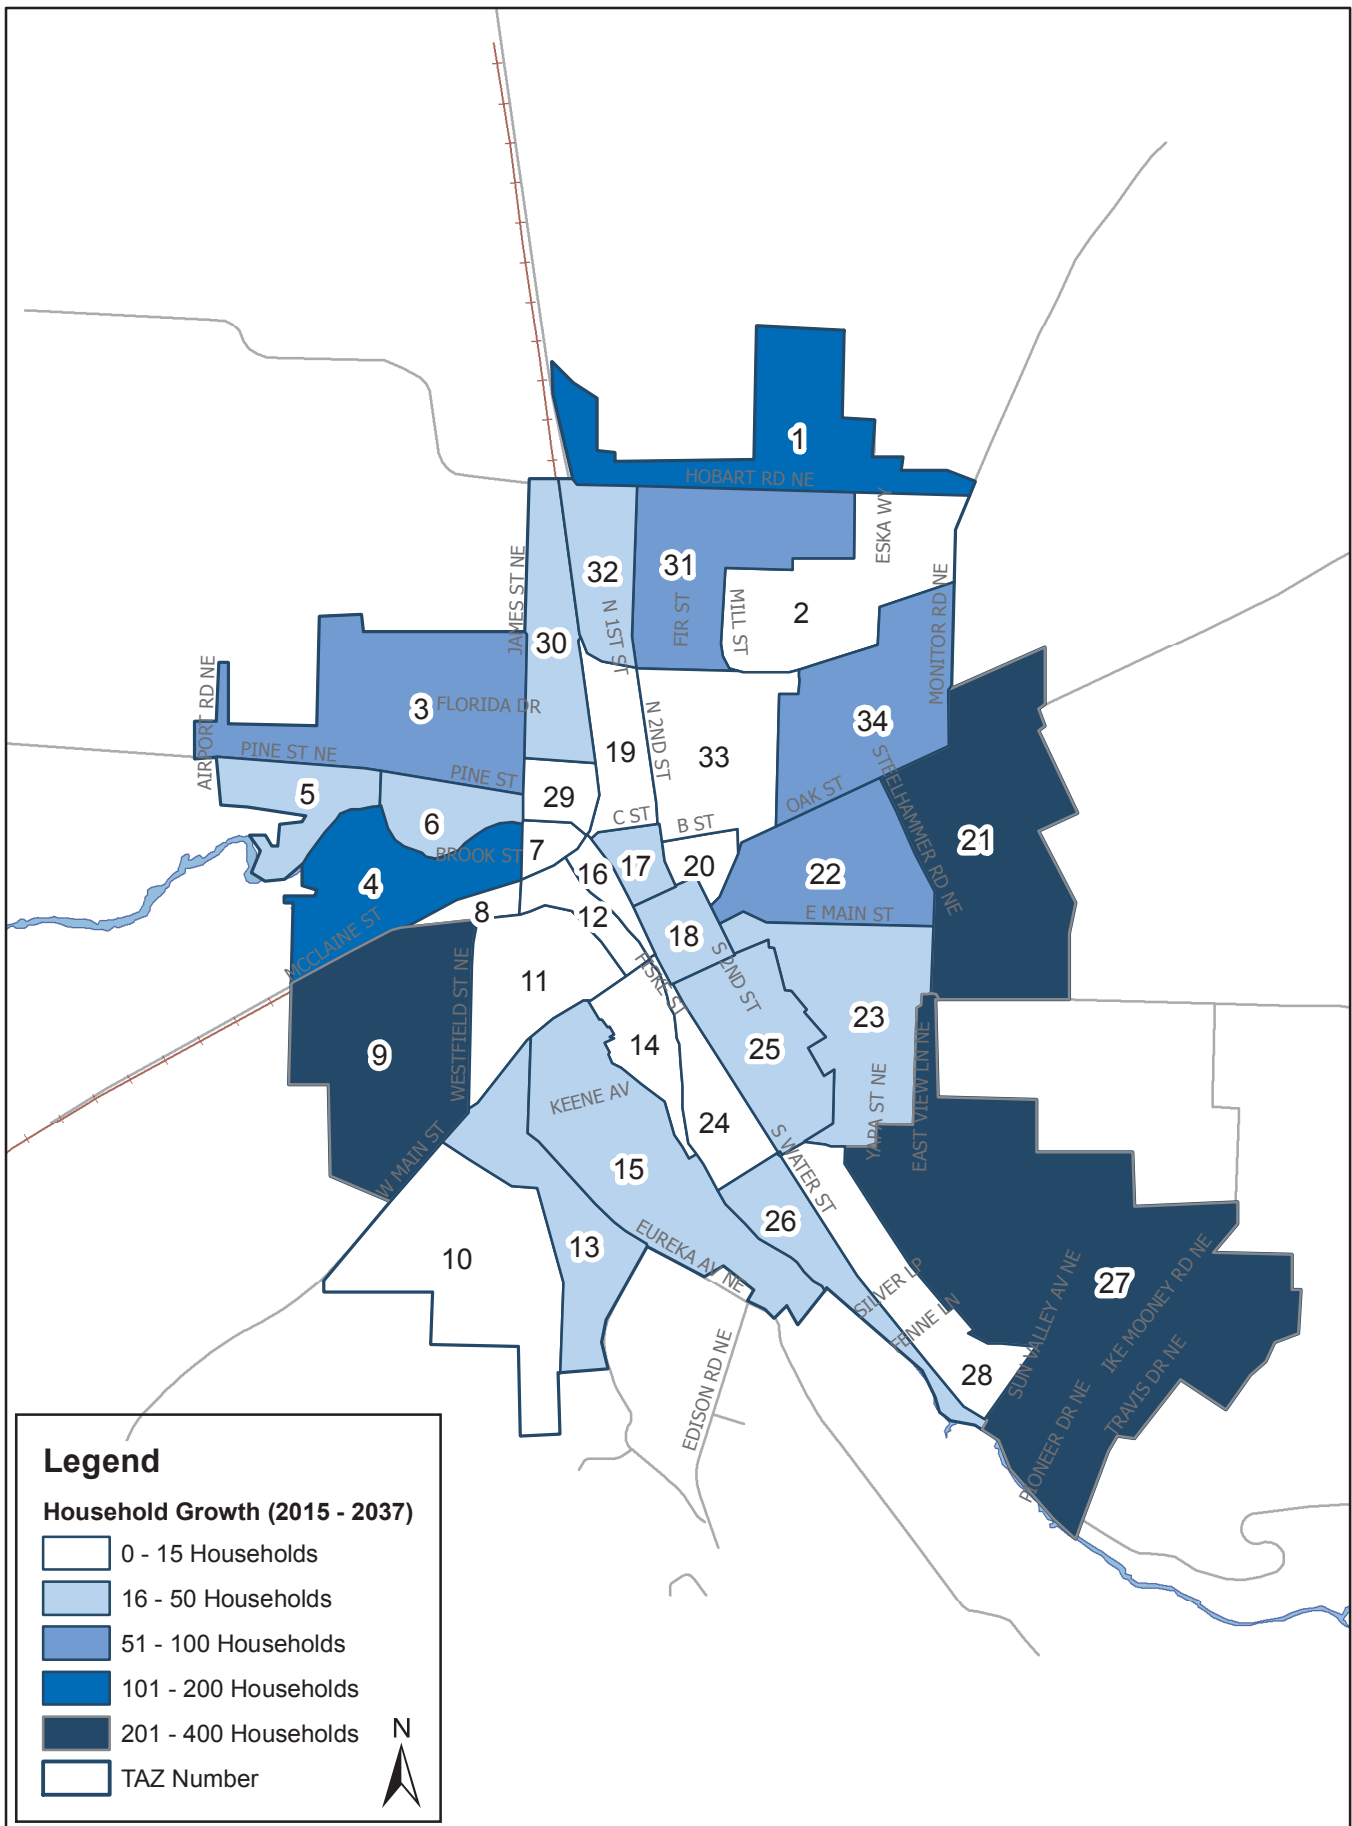 1
HOBART RD NE
ESKA WY
JAMES ST NE
32
31
N 1ST ST
FIR ST
MILL ST
2
MONITOR RD NE
30
AIRPORT RD NE
3
FLORIDA DR
N 2ND ST
34
19
33
PINE ST NE
PINE ST
STEELHAMMER RD NE
5
29
OAK ST
6
C ST
B ST
21
BROOK ST
7
16
17
20
22
4
8
12
E MAIN ST
18
MCCLAINE ST
FISKE ST
S 2ND ST
11
WESTFIELD ST NE
23
9
14
25
EAST VIEW LN NE
YAPA ST NE
KEENE AV
24
W MAIN ST
15
S WATER ST
26
10
13
EUREKA AV NE
27
SILVER LP
SUN VALLEY AV NE
IKE MOONEY RD NE
FENNE LN
28
EDISON RD NE
TRAVIS DR NE
PIONEER DR NE
Legend
Household Growth (2015 - 2037)
0 - 15 Households
16 - 50 Households
51 - 100 Households
101 - 200 Households
201 - 400 Households
TAZ Number
N